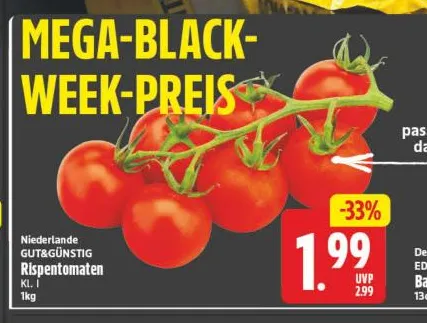 MEGA-BLACK-
WEEK-PREIS
pas
da
-33%
1.99
UVP
2.99
Niederlande
GUT&GÜNSTIG
Rispentomaten
KL. I
1kg
De
ED
Ba